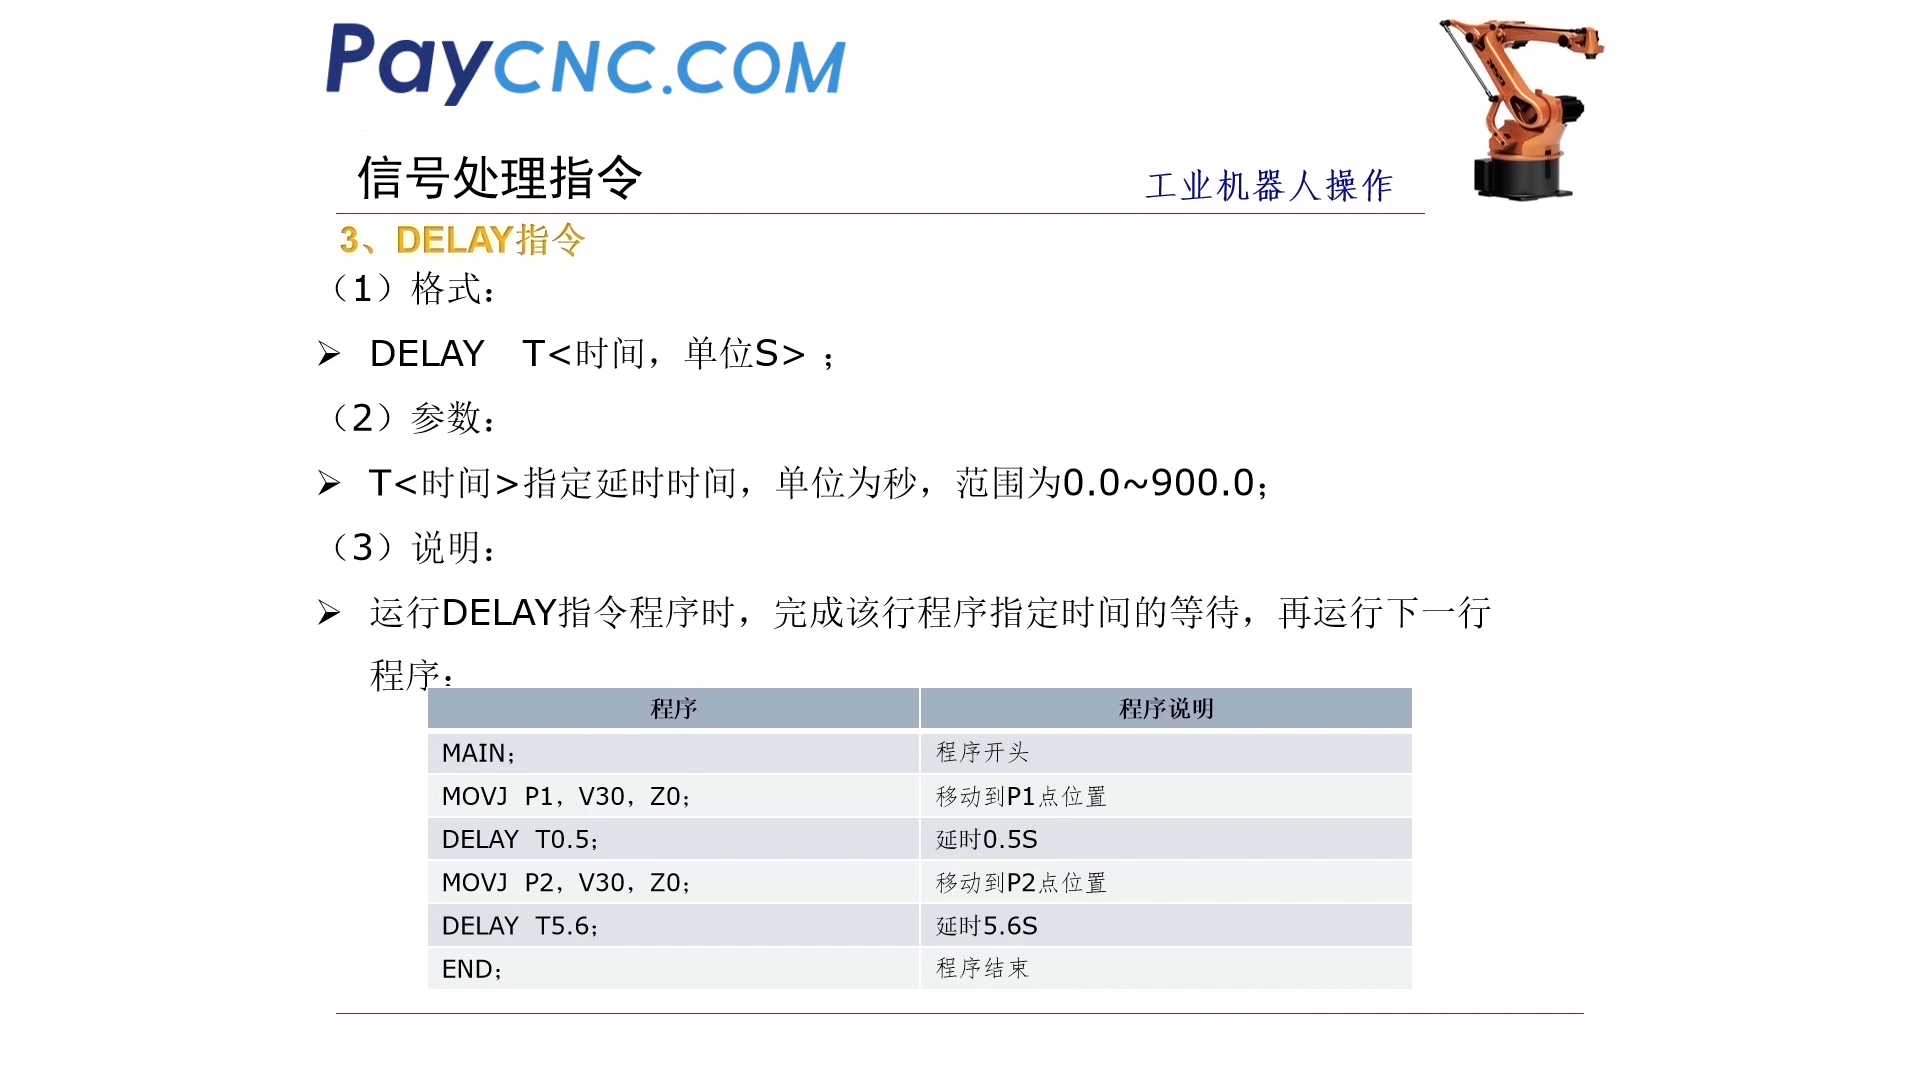 PayCNC.COM
信号处理指令
工业机器人操作
3、DELAY指令
（1）格式：
➢ DELAY T<时间，单位S> ；
（2）参数：
➢ T<时间>指定延时时间，单位为秒，范围为0.0~900.0；
（3）说明：
➢ 运行DELAY指令程序时，完成该行程序指定时间的等待，再运行下一行
程序：
程序 程序说明
MAIN； 程序开头
MOVJ P1，V30，Z0； 移动到P1点位置
DELAY T0.5； 延时0.5S
MOVJ P2，V30，Z0； 移动到P2点位置
DELAY T5.6； 延时5.6S
END； 程序结束